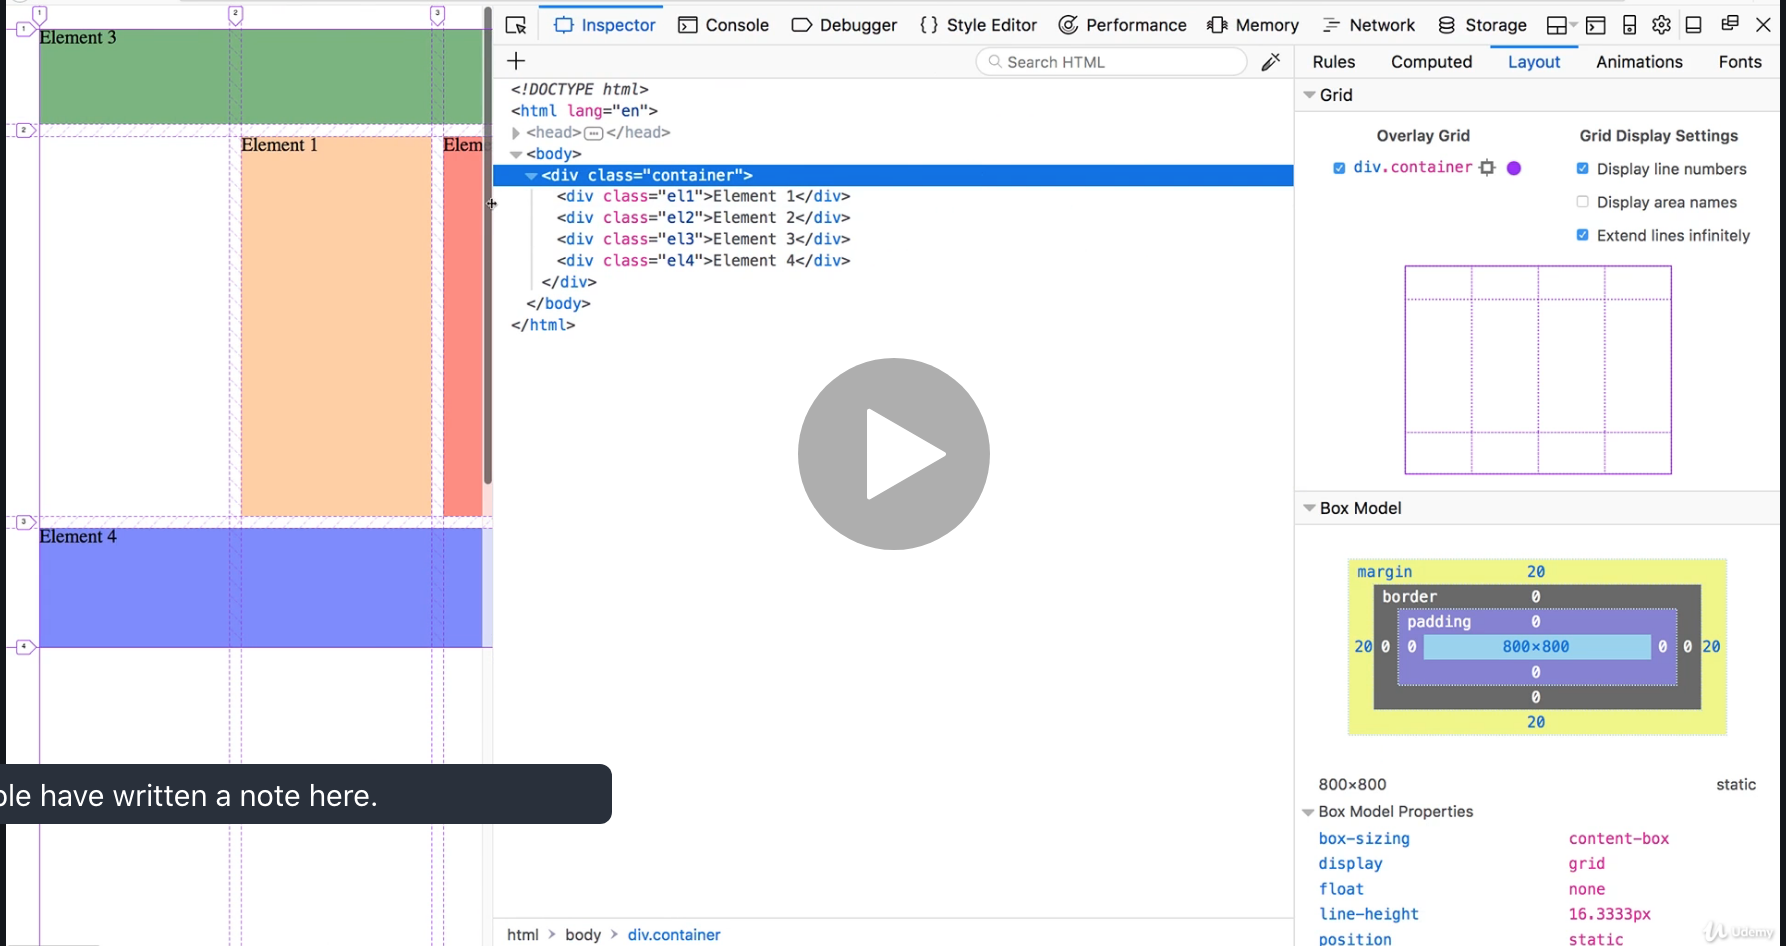 1 2 3
1
Element 3
2
Element 1
Elem
3
Element 4
4
ple have written a note here.
Inspector Console Debugger { } Style Editor Performance Memory Network Storage
+ Search HTML
<!DOCTYPE html>
<html lang="en">
<head></head>
<body>
<div class="container">
<div class="el1">Element 1</div>
<div class="el2">Element 2</div>
<div class="el3">Element 3</div>
<div class="el4">Element 4</div>
</div>
</body>
</html>
html > body > div.container
Rules Computed Layout Animations Fonts
Grid
Overlay Grid Grid Display Settings
div.container Display line numbers
Display area names
Extend lines infinitely
Box Model
margin 20
border 0
padding 0
20 0 0 800×800 0 0 20
0
0
20
800×800 static
Box Model Properties
box-sizing content-box
display grid
float none
line-height 16.3333px
position static
Udemy